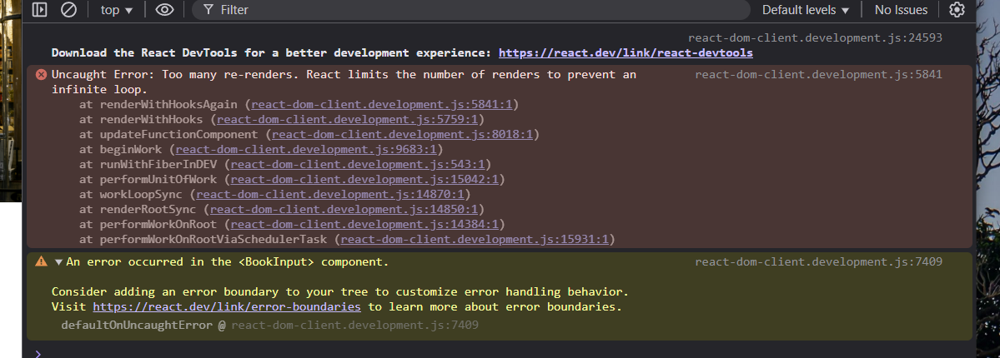 top ▼ Filter Default levels ▼ No Issues
react-dom-client.development.js:24593
Download the React DevTools for a better development experience: https://react.dev/link/react-devtools
Uncaught Error: Too many re-renders. React limits the number of renders to prevent an react-dom-client.development.js:5841
infinite loop.
at renderWithHooksAgain (react-dom-client.development.js:5841:1)
at renderWithHooks (react-dom-client.development.js:5759:1)
at updateFunctionComponent (react-dom-client.development.js:8018:1)
at beginWork (react-dom-client.development.js:9683:1)
at runWithFiberInDEV (react-dom-client.development.js:543:1)
at performUnitOfWork (react-dom-client.development.js:15042:1)
at workLoopSync (react-dom-client.development.js:14870:1)
at renderRootSync (react-dom-client.development.js:14850:1)
at performWorkOnRoot (react-dom-client.development.js:14384:1)
at performWorkOnRootViaSchedulerTask (react-dom-client.development.js:15931:1)
▼ An error occurred in the <BookInput> component. react-dom-client.development.js:7409
Consider adding an error boundary to your tree to customize error handling behavior.
Visit https://react.dev/link/error-boundaries to learn more about error boundaries.
defaultOnUncaughtError @ react-dom-client.development.js:7409